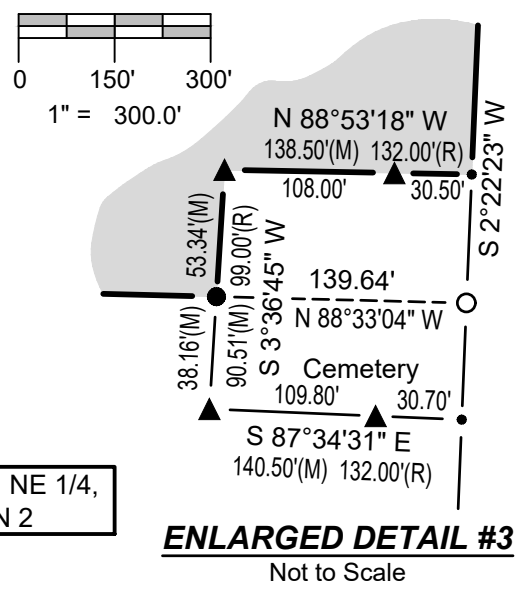 0 150' 300'
1" = 300.0'
N 88°53'18" W
138.50'(M) 132.00'(R)
108.00' 30.50'
S 2°22'23" W
53.34'(M)
99.00'(R)
38.16'(M)
90.51'(M)
S 3°36'45" W
139.64'
N 88°33'04" W
Cemetery
109.80' 30.70'
S 87°34'31" E
140.50'(M) 132.00'(R)
NE 1/4,
N 2
ENLARGED DETAIL #3
Not to Scale